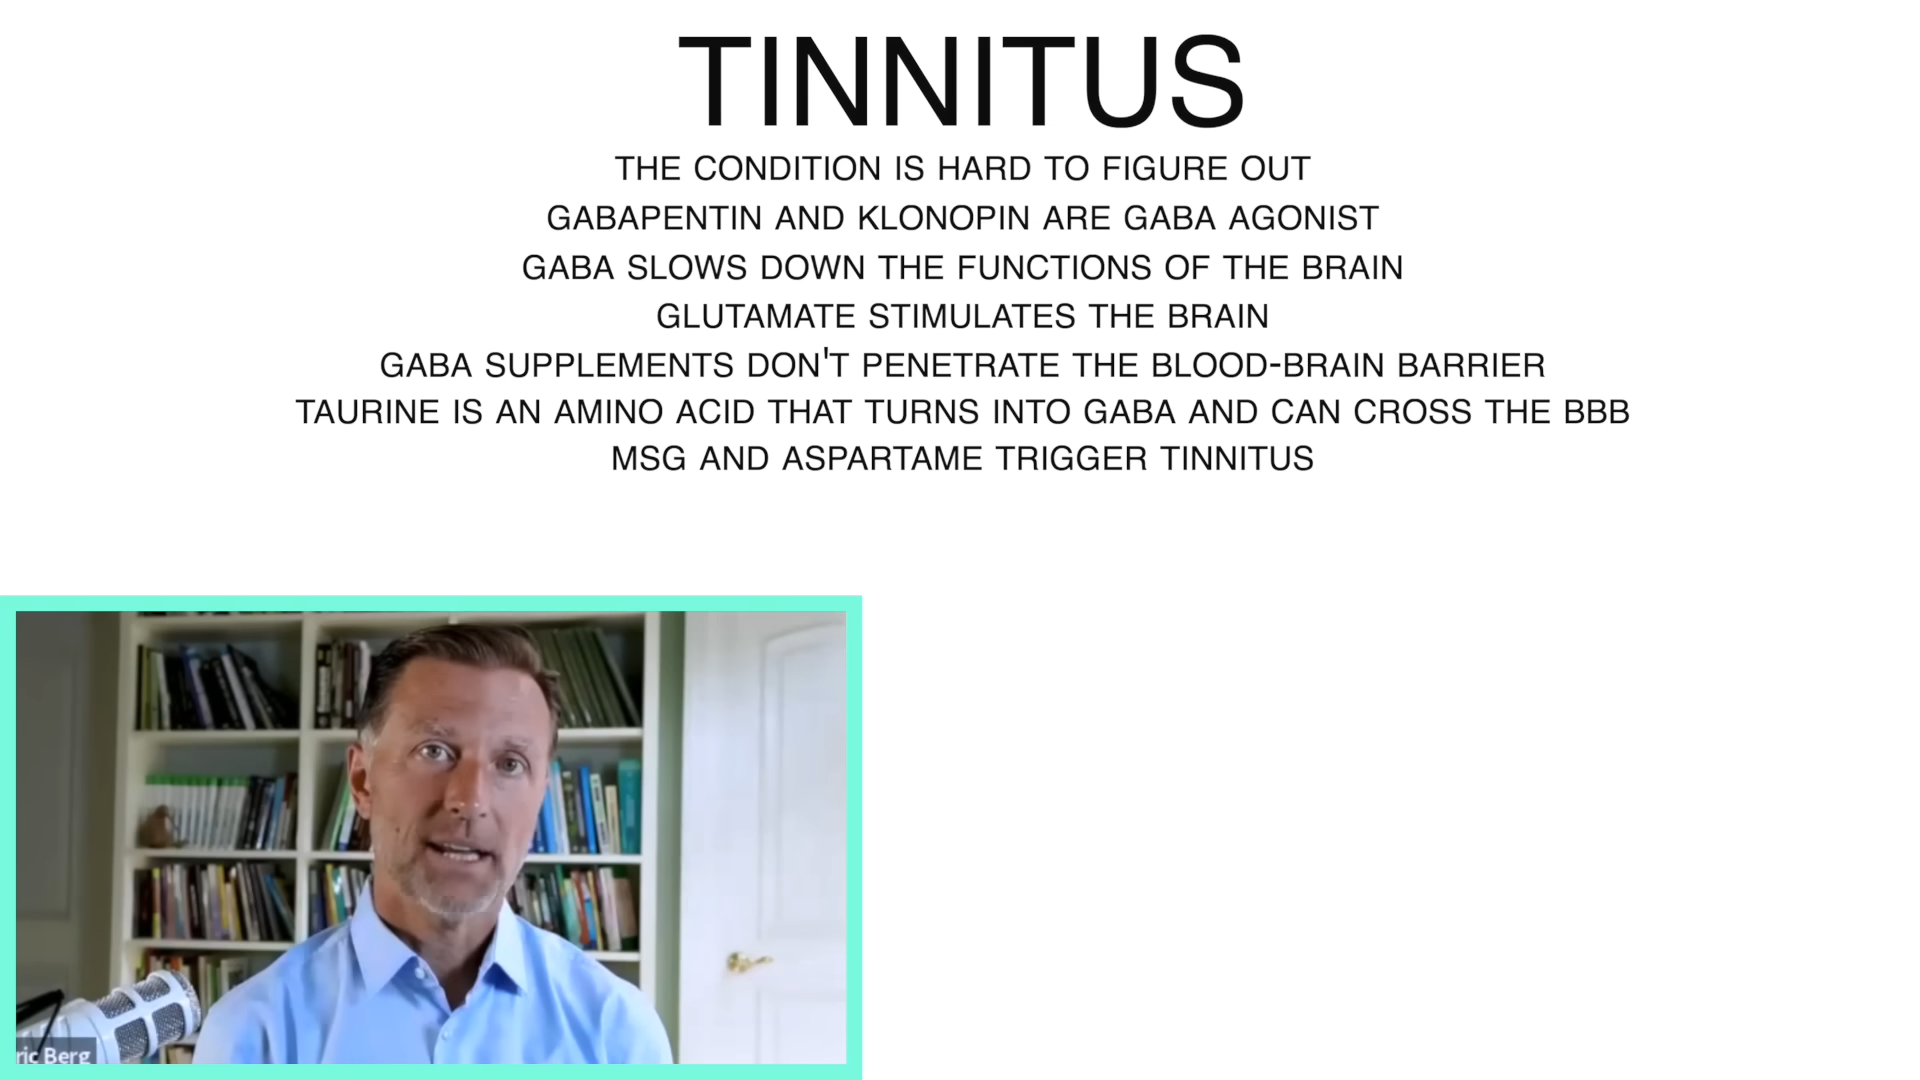 TINNITUS
THE CONDITION IS HARD TO FIGURE OUT
GABAPENTIN AND KLONOPIN ARE GABA AGONIST
GABA SLOWS DOWN THE FUNCTIONS OF THE BRAIN
GLUTAMATE STIMULATES THE BRAIN
GABA SUPPLEMENTS DON'T PENETRATE THE BLOOD-BRAIN BARRIER
TAURINE IS AN AMINO ACID THAT TURNS INTO GABA AND CAN CROSS THE BBB
MSG AND ASPARTAME TRIGGER TINNITUS
ric Berg